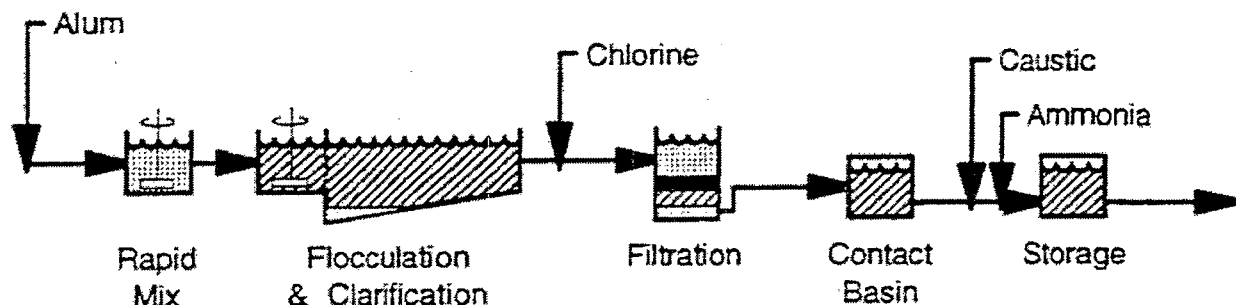 Alum
Chlorine
Caustic
Ammonia
Rapid
Mix
Flocculation
& Clarification
Filtration
Contact
Basin
Storage